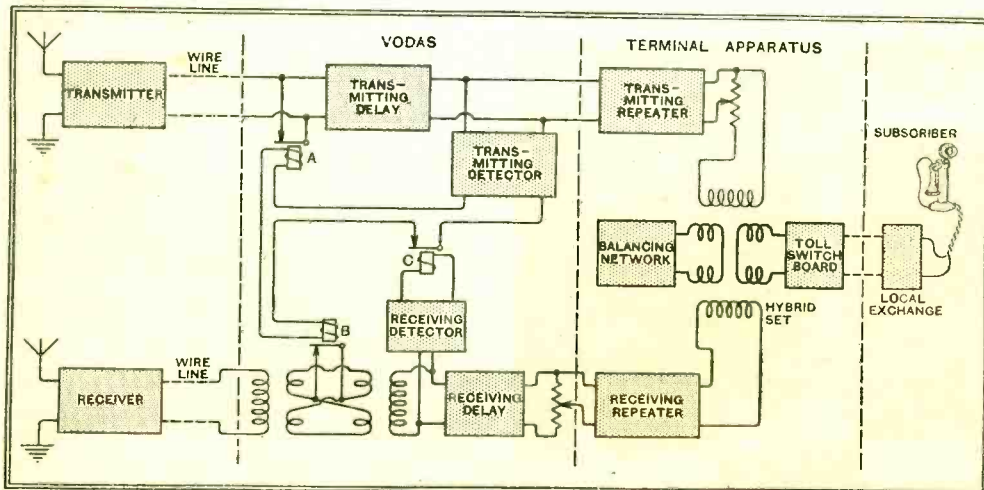 VODAS
TERMINAL APPARATUS
WIRE
LINE
TRANSMITTER
TRANS-
MITTING
DELAY
TRANS-
MITTING
REPEATER
SUBSCRIBER
A
TRANS-
MITTING
DETECTOR
C
BALANCING
NETWORK
TOLL
SWITCH
BOARD
LOCAL
EXCHANGE
HYBRID
SET
RECEIVING
DETECTOR
B
WIRE
LINE
RECEIVER
RECEIVING
DELAY
RECEIVING
REPEATER